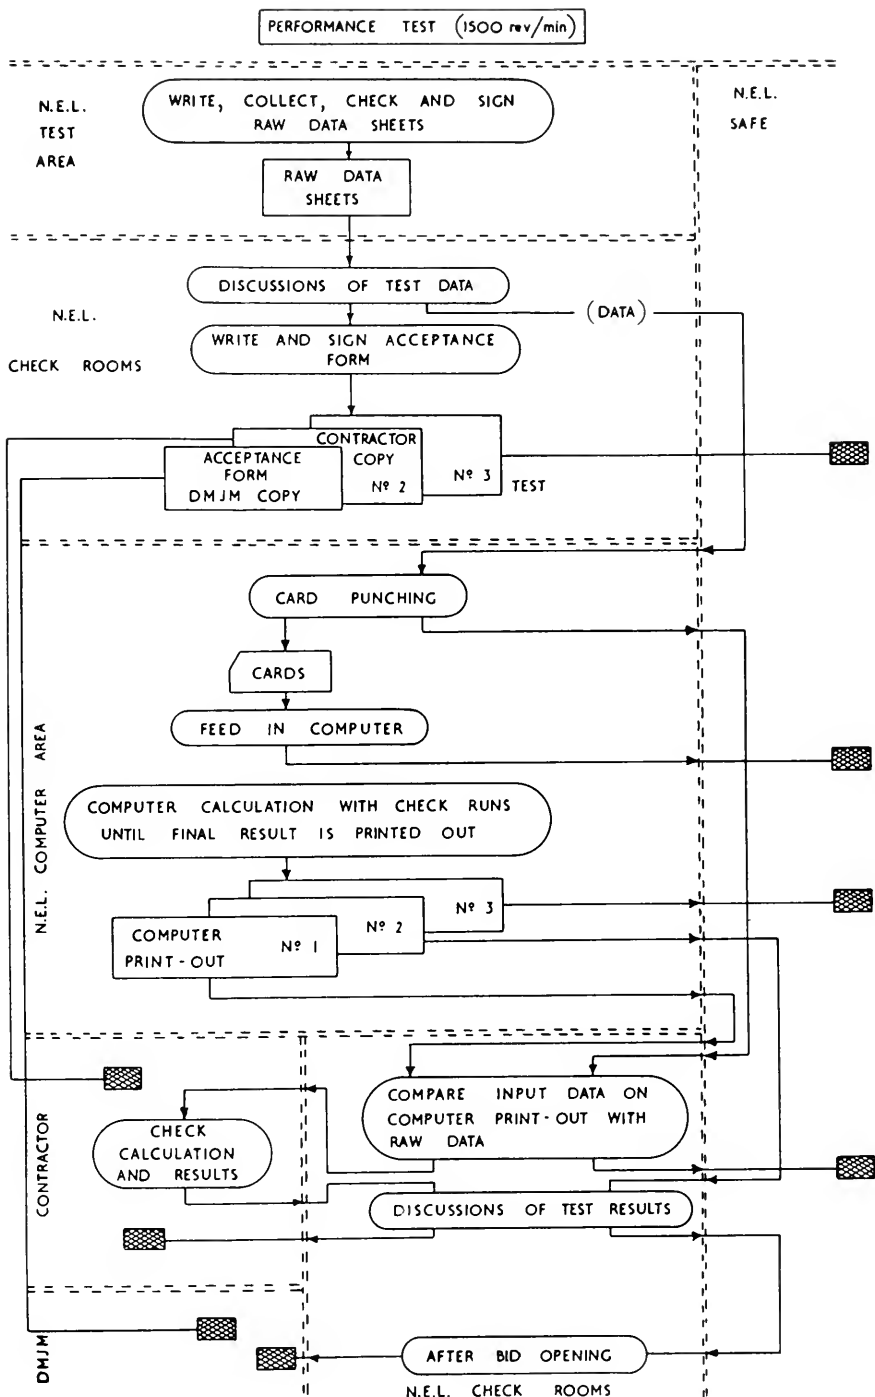 PERFORMANCE TEST (1500 rev/min)
N.E.L.
TEST
AREA
WRITE, COLLECT, CHECK AND SIGN
RAW DATA SHEETS
N.E.L.
SAFE
RAW DATA
SHEETS
DISCUSSIONS OF TEST DATA
(DATA)
N.E.L.
CHECK ROOMS
WRITE AND SIGN ACCEPTANCE
FORM
CONTRACTOR
COPY
Nº 2
Nº 3
TEST
ACCEPTANCE
FORM
DMJM COPY
N.E.L. COMPUTER AREA
CARD PUNCHING
CARDS
FEED IN COMPUTER
COMPUTER CALCULATION WITH CHECK RUNS
UNTIL FINAL RESULT IS PRINTED OUT
Nº 3
Nº 2
COMPUTER
PRINT-OUT
Nº 1
CONTRACTOR
COMPARE INPUT DATA ON
COMPUTER PRINT-OUT WITH
RAW DATA
CHECK
CALCULATION
AND RESULTS
DISCUSSIONS OF TEST RESULTS
DMJM
AFTER BID OPENING
N.E.L. CHECK ROOMS